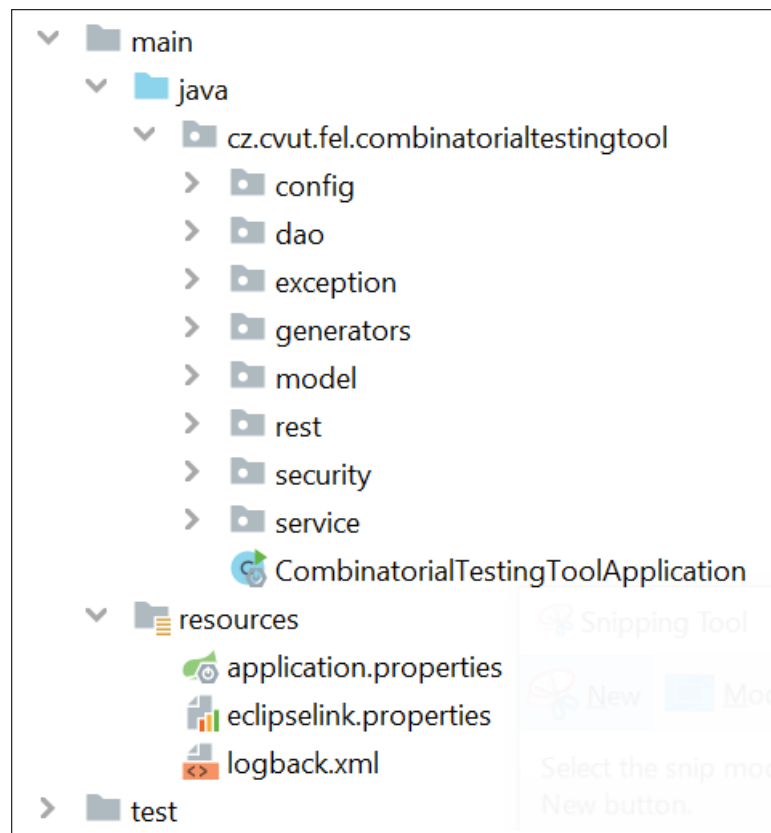 main
java
cz.cvut.fel.combinatorialtestingtool
config
dao
exception
generators
model
rest
security
service
CombinatorialTestingToolApplication
resources
Snipping Tool
application.properties
New
eclipselink.properties
logback.xml
Select the snip
New button.
test